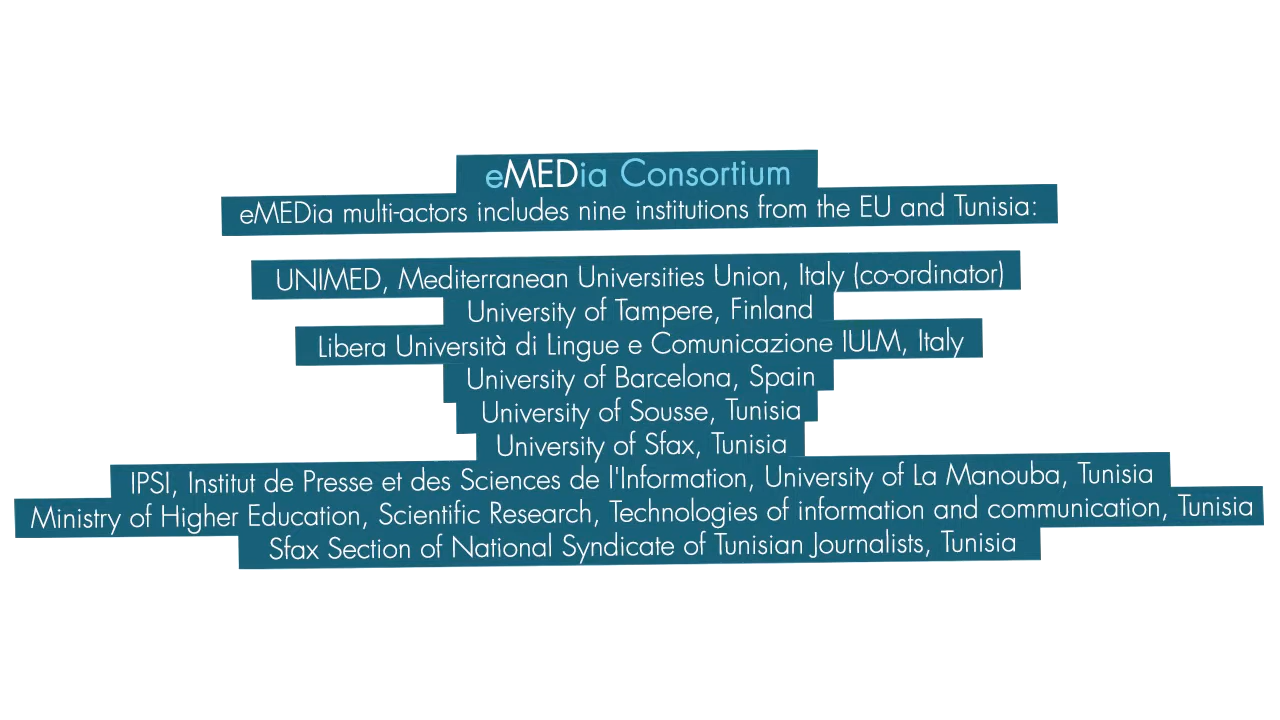 eMEDia Consortium
eMEDia multi-actors includes nine institutions from the EU and Tunisia:
UNIMED, Mediterranean Universities Union, Italy (co-ordinator)
University of Tampere, Finland
Libera Università di Lingue e Comunicazione IULM, Italy
University of Barcelona, Spain
University of Sousse, Tunisia
University of Sfax, Tunisia
IPSI, Institut de Presse et des Sciences de l'Information, University of La Manouba, Tunisia
Ministry of Higher Education, Scientific Research, Technologies of information and communication, Tunisia
Sfax Section of National Syndicate of Tunisian Journalists, Tunisia